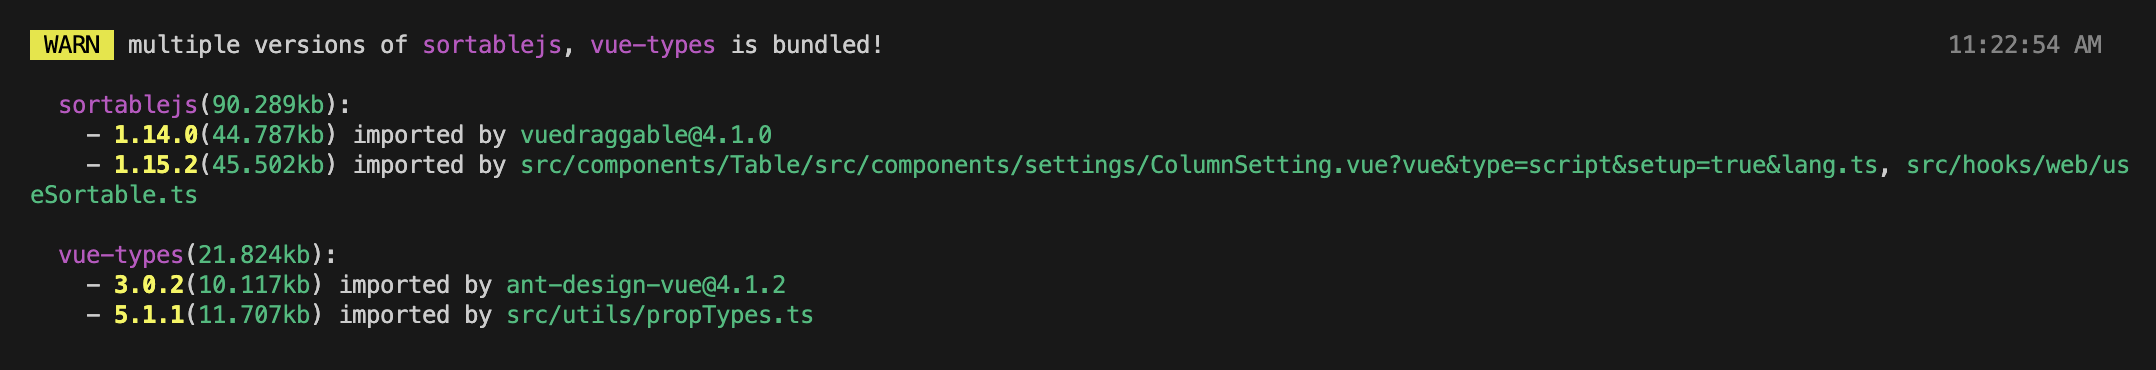 WARN multiple versions of sortablejs, vue-types is bundled! 11:22:54 AM
sortablejs(90.289kb):
- 1.14.0(44.787kb) imported by vuedraggable@4.1.0
- 1.15.2(45.502kb) imported by src/components/Table/src/components/settings/ColumnSetting.vue?vue&type=script&setup=true&lang.ts, src/hooks/web/us
eSortable.ts
vue-types(21.824kb):
- 3.0.2(10.117kb) imported by ant-design-vue@4.1.2
- 5.1.1(11.707kb) imported by src/utils/propTypes.ts